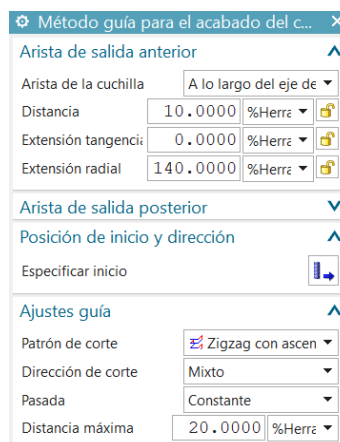 Método guía para el acabado del c...
Arista de salida anterior
Arista de la cuchilla A lo largo del eje de
Distancia 10.0000 %Herra
Extensión tangencia 0.0000 %Herra
Extensión radial 140.0000 %Herra
Arista de salida posterior
Posición de inicio y dirección
Especificar inicio
Ajustes guía
Patrón de corte Zigzag con ascen
Dirección de corte Mixto
Pasada Constante
Distancia máxima 20.0000 %Herra